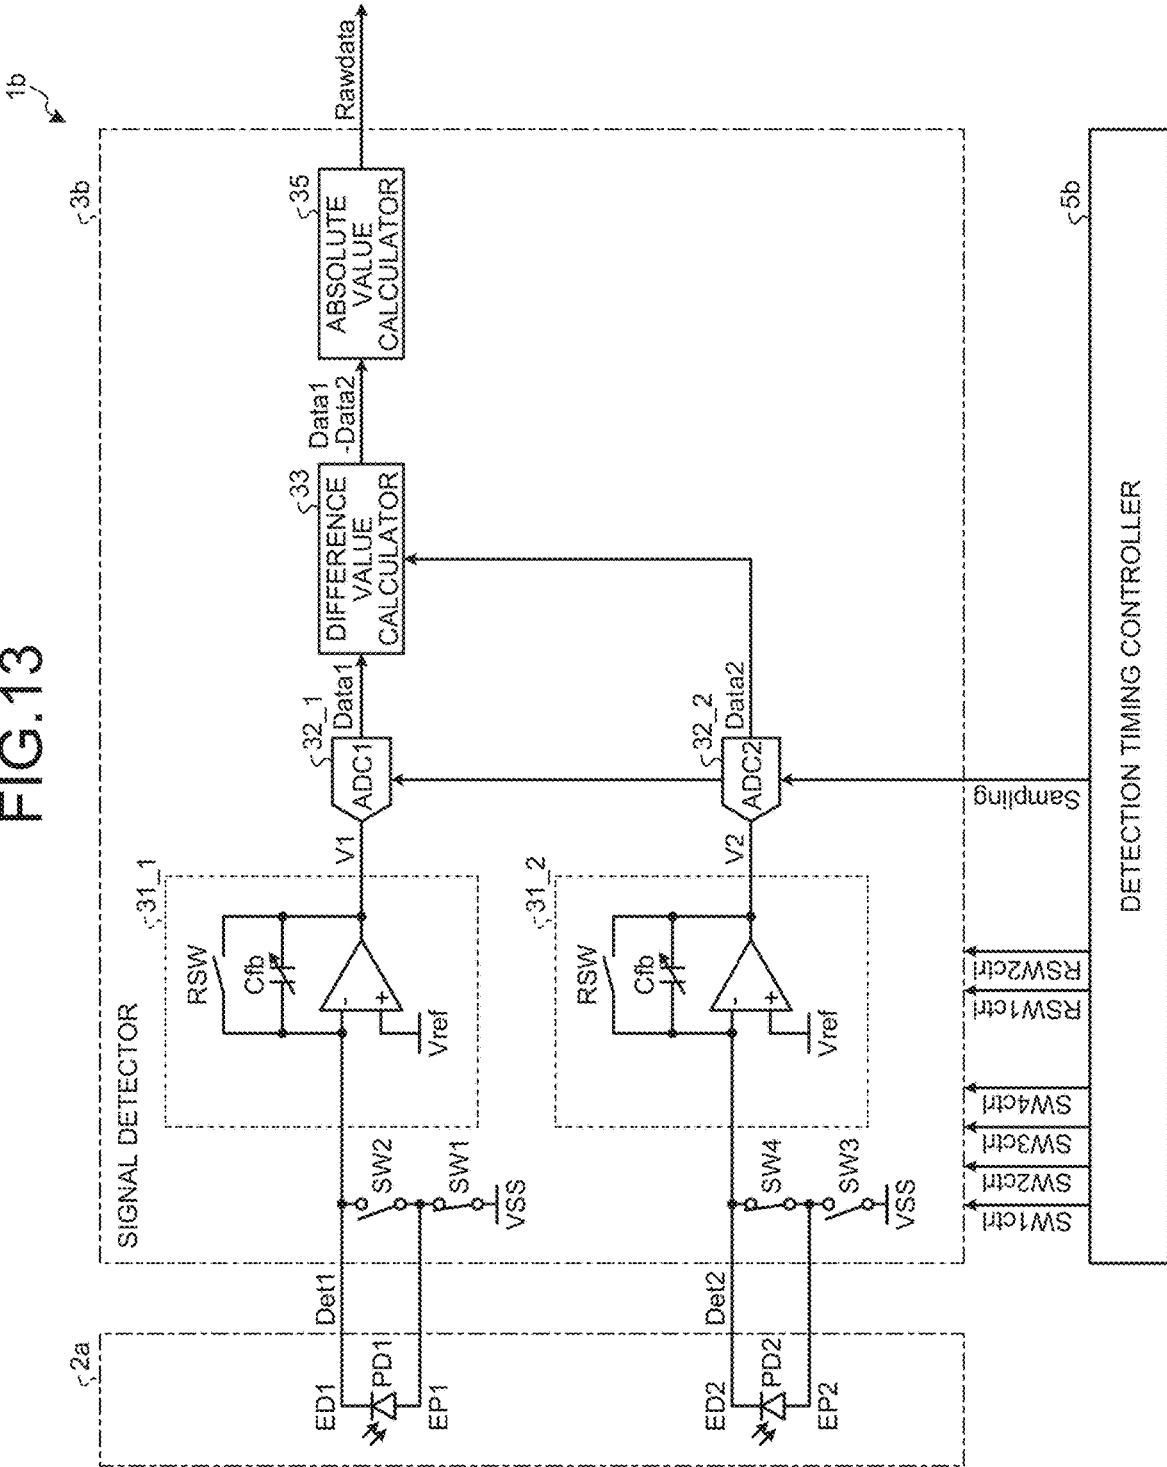 FIG.13
1b
3b
SIGNAL DETECTOR
2a
ED1
PD1
EP1
Det1
SW2
SW1
VSS
31_1
RSW
Cfb
-
+
Vref
V1
32_1
ADC1
Data1
33
DIFFERENCE
VALUE
CALCULATOR
Data1
-Data2
35
ABSOLUTE
VALUE
CALCULATOR
Rawdata
ED2
PD2
EP2
Det2
SW4
SW3
VSS
31_2
RSW
Cfb
-
+
Vref
V2
32_2
ADC2
Data2
SW1ctrl
SW2ctrl
SW3ctrl
SW4ctrl
RSW1ctrl
RSW2ctrl
Sampling
5b
DETECTION TIMING CONTROLLER